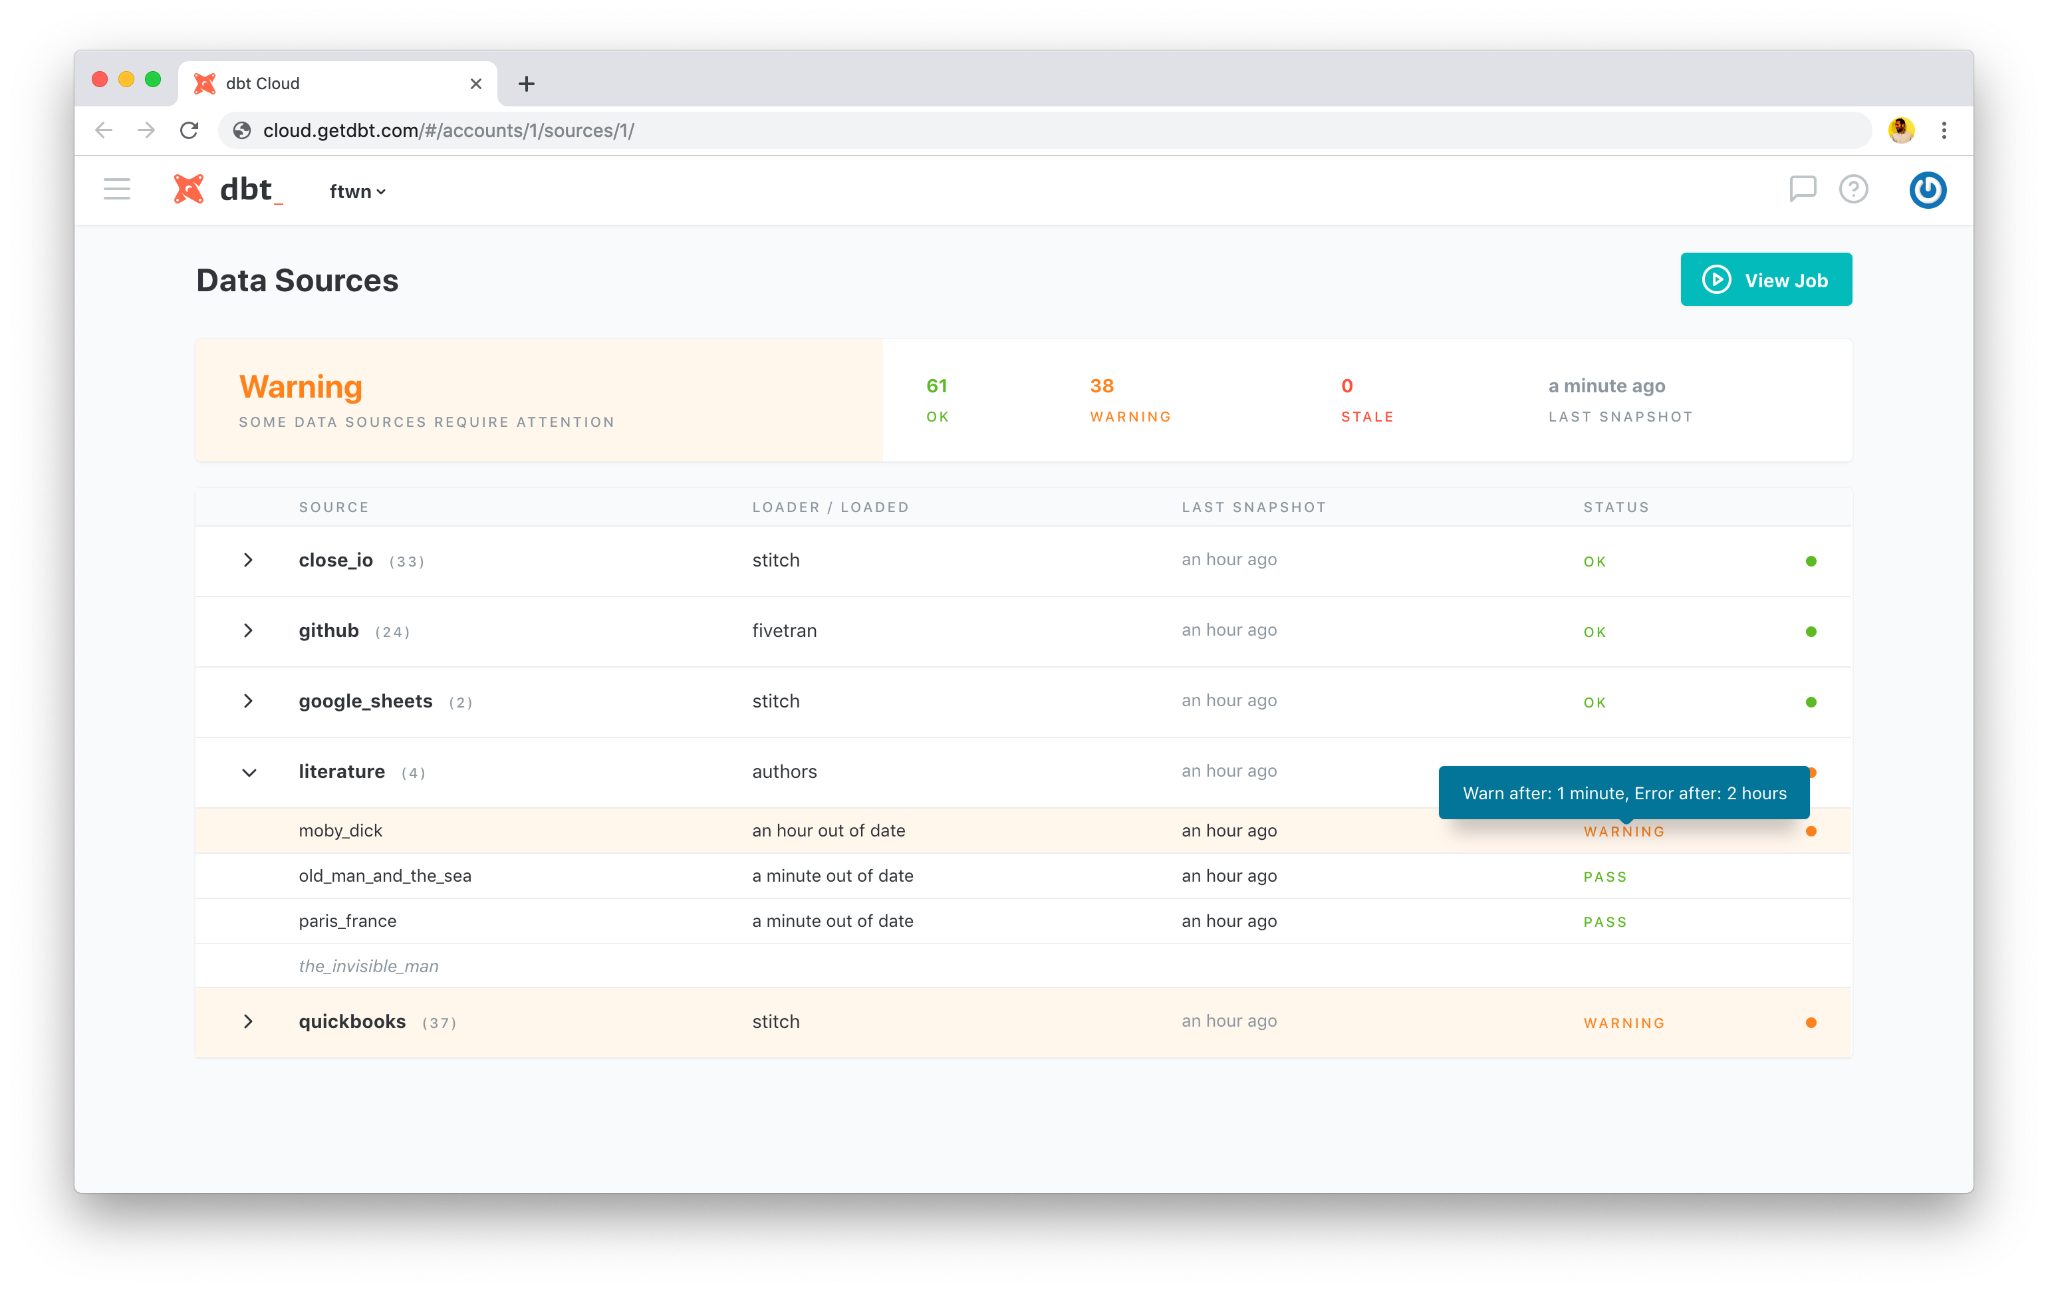 dbt Cloud
cloud.getdbt.com/#/accounts/1/sources/1/
dbt_ ftwn
Data Sources
View Job
Warning
SOME DATA SOURCES REQUIRE ATTENTION
61 38 0 a minute ago
OK WARNING STALE LAST SNAPSHOT
SOURCE LOADER / LOADED LAST SNAPSHOT STATUS
close_io (33) stitch an hour ago OK
github (24) fivetran an hour ago OK
google_sheets (2) stitch an hour ago OK
literature (4) authors an hour ago
Warn after: 1 minute, Error after: 2 hours
moby_dick an hour out of date an hour ago WARNING
old_man_and_the_sea a minute out of date an hour ago PASS
paris_france a minute out of date an hour ago PASS
the_invisible_man
quickbooks (37) stitch an hour ago WARNING